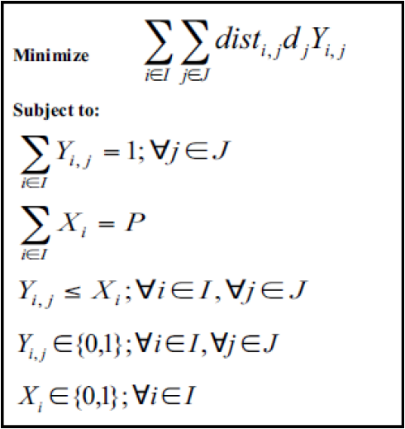 Minimize ∑_{i∈I} ∑_{j∈J} dist_{i,j} d_j Y_{i,j}
Subject to:
∑_{i∈I} Y_{i,j} = 1; ∀j∈J
∑_{i∈I} X_i = P
Y_{i,j} ≤ X_i; ∀i∈I, ∀j∈J
Y_{i,j} ∈{0,1}; ∀i∈I, ∀j∈J
X_i ∈{0,1}; ∀i∈I